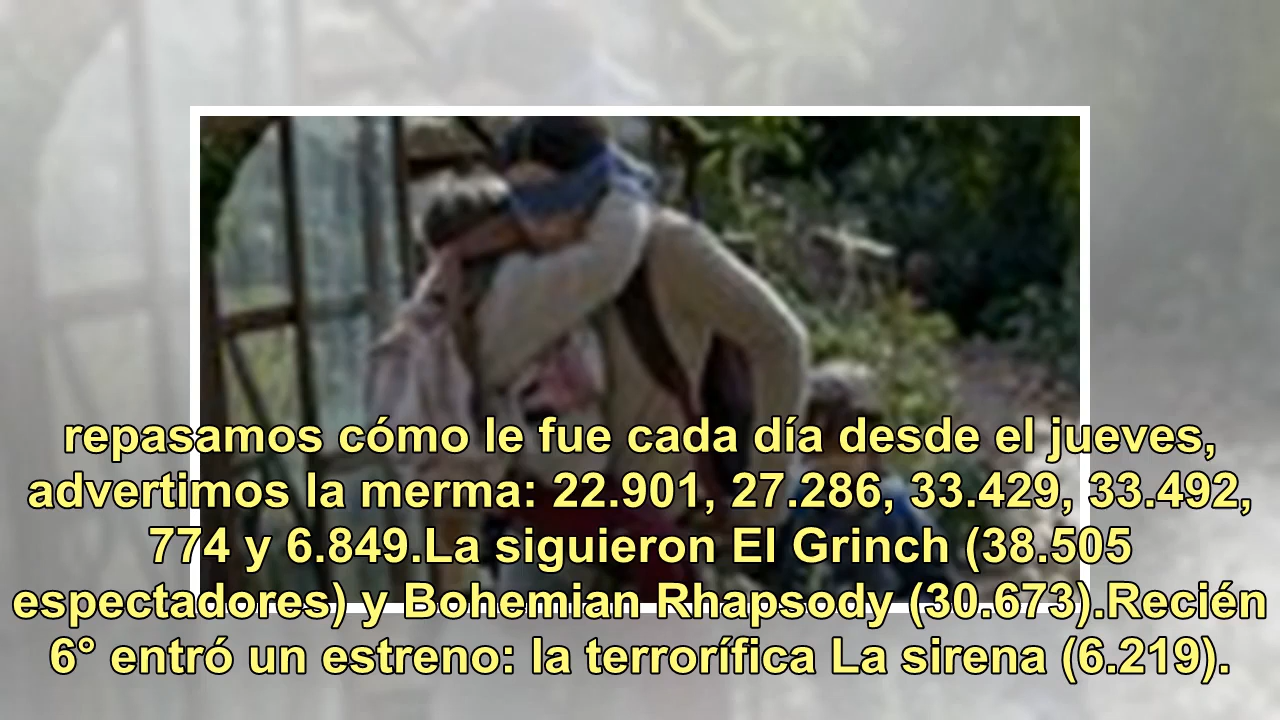 repasamos cómo le fue cada día desde el jueves,
advertimos la merma: 22.901, 27.286, 33.429, 33.492,
774 y 6.849.La siguieron El Grinch (38.505
espectadores) y Bohemian Rhapsody (30.673).Recién
6° entró un estreno: la terrorífica La sirena (6.219).